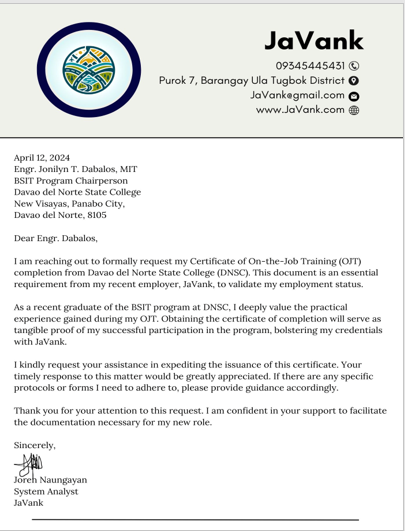 JaVank
09345445431
Purok 7, Barangay Ula Tugbok District
JaVank@gmail.com
www.JaVank.com
April 12, 2024
Engr. Jonilyn T. Dabalos, MIT
BSIT Program Chairperson
Davao del Norte State College
New Visayas, Panabo City,
Davao del Norte, 8105
Dear Engr. Dabalos,
I am reaching out to formally request my Certificate of On-the-Job Training (OJT)
completion from Davao del Norte State College (DNSC). This document is an essential
requirement from my recent employer, JaVank, to validate my employment status.
As a recent graduate of the BSIT program at DNSC, I deeply value the practical
experience gained during my OJT. Obtaining the certificate of completion will serve as
tangible proof of my successful participation in the program, bolstering my credentials
with JaVank.
I kindly request your assistance in expediting the issuance of this certificate. Your
timely response to this matter would be greatly appreciated. If there are any specific
protocols or forms I need to adhere to, please provide guidance accordingly.
Thank you for your attention to this request. I am confident in your support to facilitate
the documentation necessary for my new role.
Sincerely,
Joreh Naungayan
System Analyst
JaVank